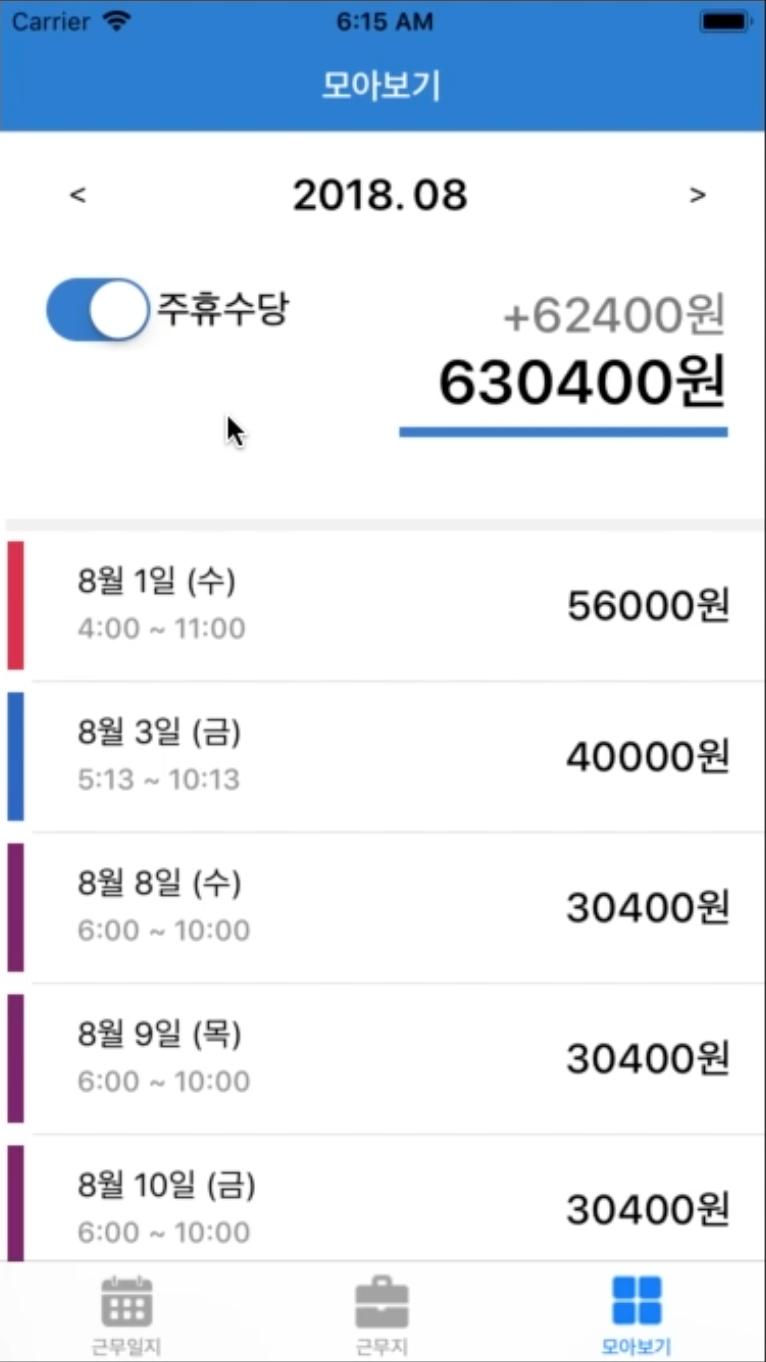 Carrier 6:15 AM
모아보기
< 2018. 08 >
주휴수당 +62400원
630400원
8월 1일 (수)
4:00 ~ 11:00
56000원
8월 3일 (금)
5:13 ~ 10:13
40000원
8월 8일 (수)
6:00 ~ 10:00
30400원
8월 9일 (목)
6:00 ~ 10:00
30400원
8월 10일 (금)
6:00 ~ 10:00
30400원
근무일지 근무지 모아보기